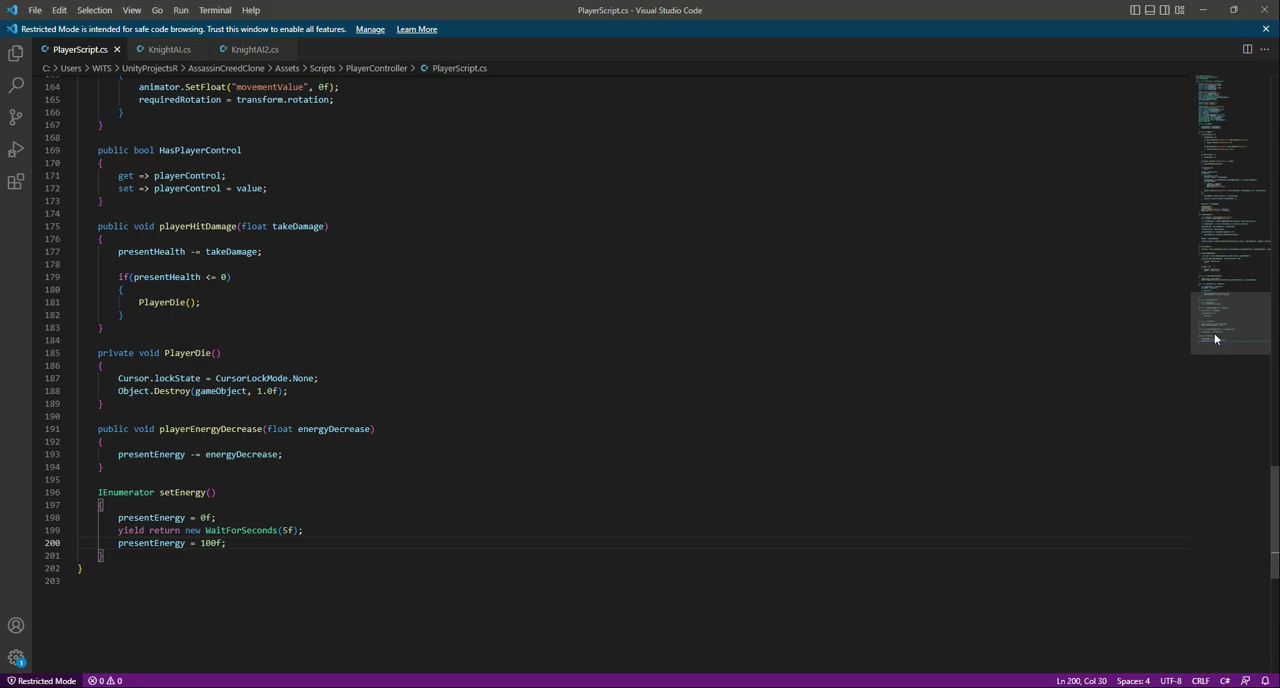 File Edit Selection View Go Run Terminal Help
PlayerScript.cs - Visual Studio Code
Restricted Mode is intended for safe code browsing. Trust this window to enable all features. Manage Learn More
PlayerScript.cs KnightAI.cs KnightAI2.cs
C: > Users > WITS > UnityProjectsR > AssassinCreedClone > Assets > Scripts > PlayerController > PlayerScript.cs
{
164 animator.SetFloat("movementValue", 0f);
165 requiredRotation = transform.rotation;
166 }
167 }
168
169 public bool HasPlayerControl
170 {
171 get => playerControl;
172 set => playerControl = value;
173 }
174
175 public void playerHitDamage(float takeDamage)
176 {
177 presentHealth -= takeDamage;
178
179 if(presentHealth <= 0)
180 {
181 PlayerDie();
182 }
183 }
184
185 private void PlayerDie()
186 {
187 Cursor.lockState = CursorLockMode.None;
188 Object.Destroy(gameObject, 1.0f);
189 }
190
191 public void playerEnergyDecrease(float energyDecrease)
192 {
193 presentEnergy -= energyDecrease;
194 }
195
196 IEnumerator setEnergy()
197 {
198 presentEnergy = 0f;
199 yield return new WaitForSeconds(5f);
200 presentEnergy = 100f;
201 }
202 }
203
1
Restricted Mode 0 0 Ln 200, Col 30 Spaces: 4 UTF-8 CRLF C#